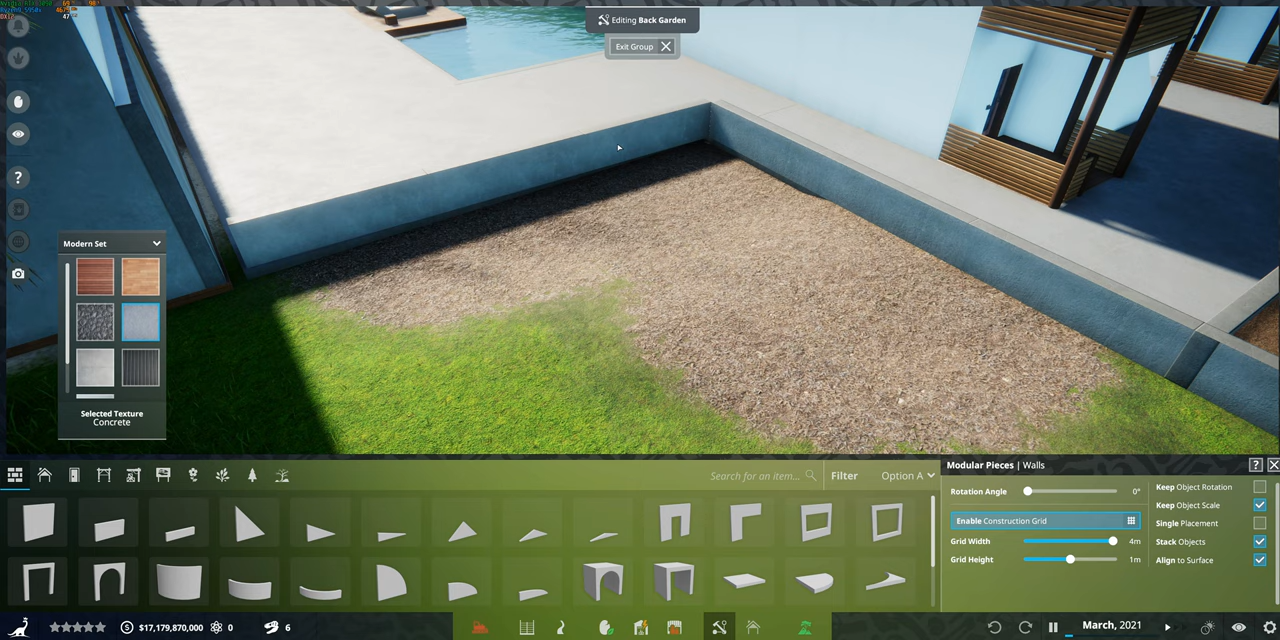 Editing Back Garden
Exit Group
?
Modern Set
Selected Texture
Concrete
Search for an item...
Filter
Option A
Modular Pieces | Walls
?
Rotation Angle
0°
Enable Construction Grid
Grid Width
4m
Grid Height
1m
Keep Object Rotation
Keep Object Scale
Single Placement
Stack Objects
Align to Surface
$17,179,870,000
0
6
March, 2021